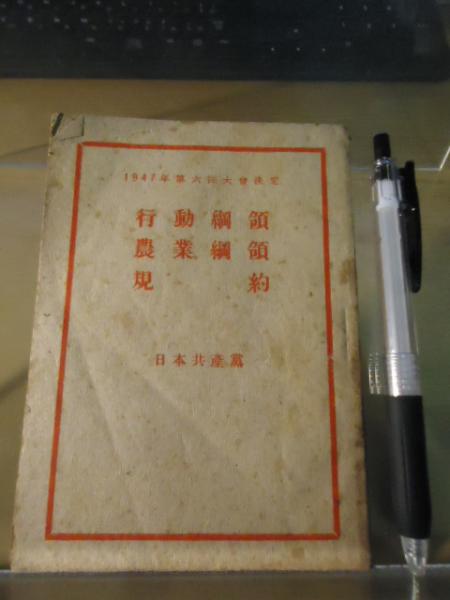 1947年第六回大會決定
行動綱領
農業綱領
規約
日本共產黨